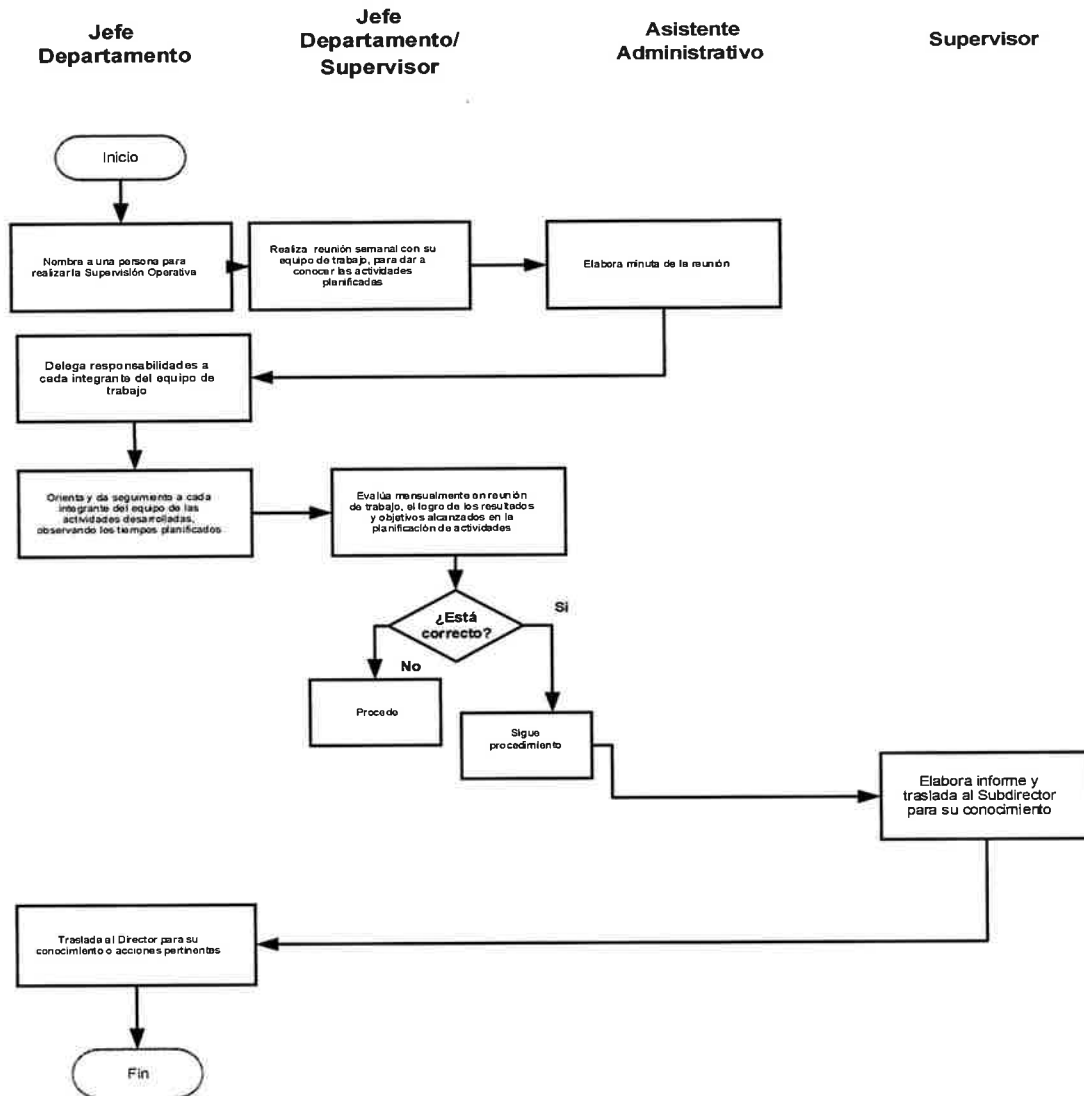 Jefe
Departamento
Jefe
Departamento/
Supervisor
Asistente
Administrativo
Supervisor
Inicio
Nombra a una persona para
realizar la Supervisión Operativa
Realiza reunión semanal con su
equipo de trabajo, para dar a
conocer las actividades
planificadas
Elabora minuta de la reunión
Delega responsabilidades a
cada integrante del equipo de
trabajo
Orienta y da seguimiento a cada
integrante del equipo de las
actividades desarrolladas,
observando los tiempos planificados
Evalúa mensualmente en reunión
de trabajo, el logro de los resultados
y objetivos alcanzados en la
planificación de actividades
¿Está
correcto?
Si
No
Procede
Sigue
procedimiento
Elabora informe y
traslada al Subdirector
para su conocimiento
Traslada al Director para su
conocimiento o acciones pertinentes
Fin